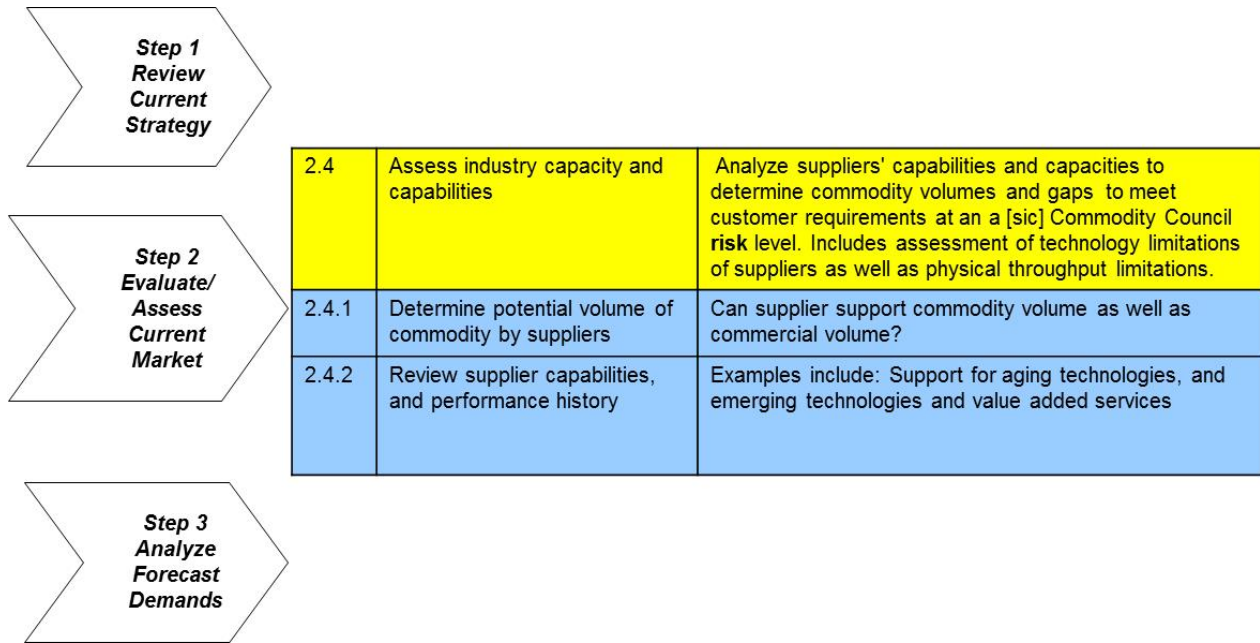 Step 1
Review
Current
Strategy
2.4
Assess industry capacity and
capabilities
Analyze suppliers' capabilities and capacities to
determine commodity volumes and gaps to meet
customer requirements at an a [sic] Commodity Council
risk level. Includes assessment of technology limitations
of suppliers as well as physical throughput limitations.
Step 2
Evaluate/
Assess
Current
Market
2.4.1
Determine potential volume of
commodity by suppliers
Can supplier support commodity volume as well as
commercial volume?
2.4.2
Review supplier capabilities,
and performance history
Examples include: Support for aging technologies, and
emerging technologies and value added services
Step 3
Analyze
Forecast
Demands